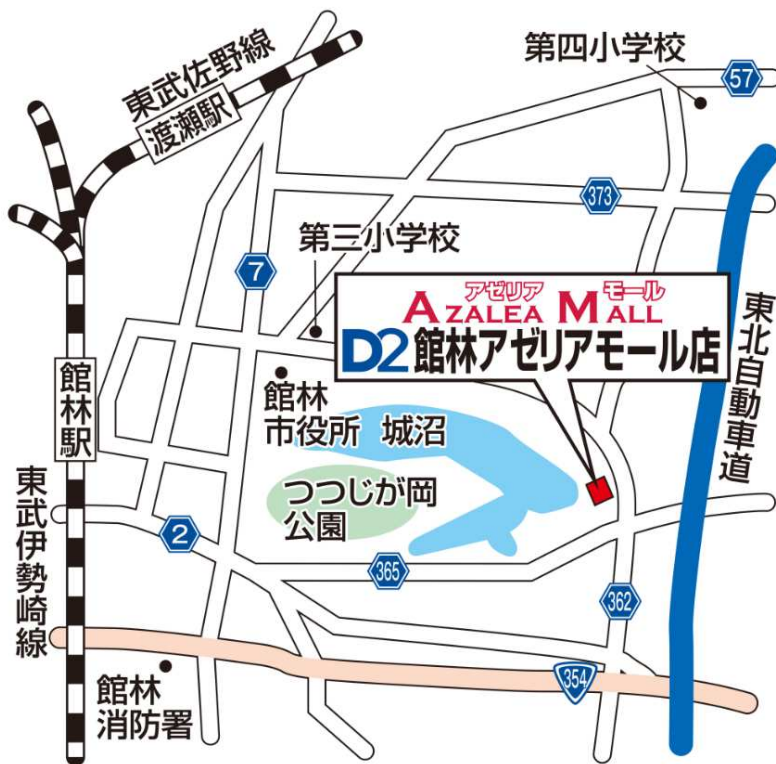 第四小学校
57
東武佐野線
渡瀬駅
373
第三小学校
7
アゼリア モール
AZALEA MALL
D2館林アゼリアモール店
東北自動車道
館林駅
館林
市役所
城沼
つつじが岡
公園
東武伊勢崎線
2
365
362
354
館林
消防署